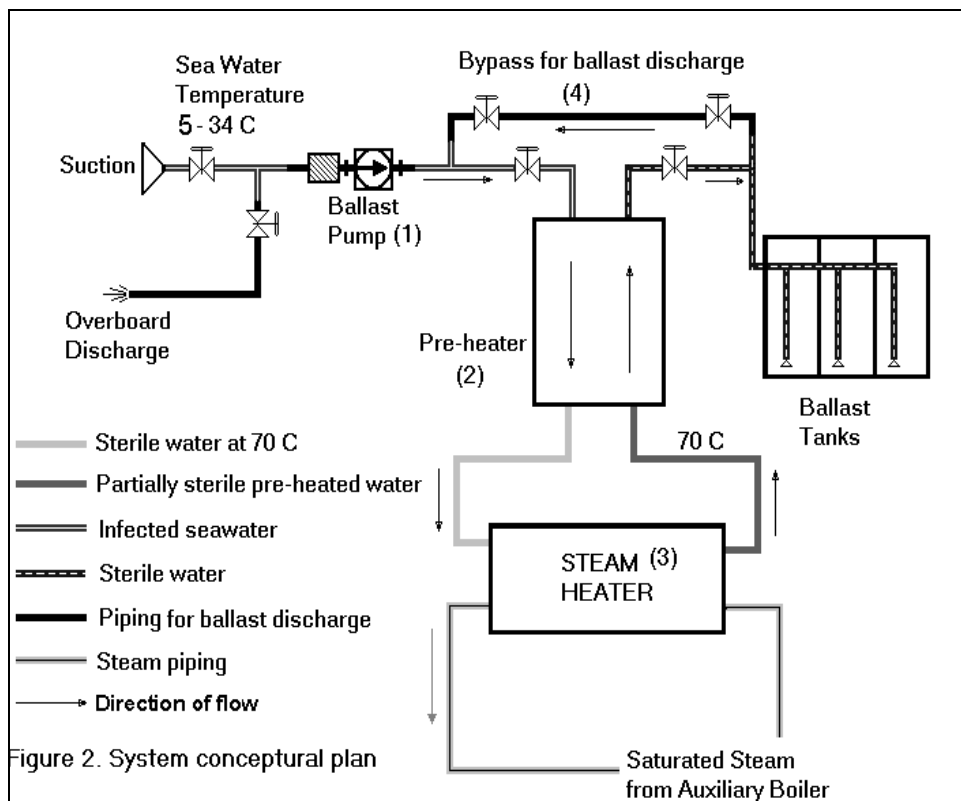 Sea Water
Temperature
5 - 34 C
Bypass for ballast discharge
(4)
Suction
Ballast
Pump (1)
Overboard
Discharge
Pre-heater
(2)
Ballast
Tanks
70 C
Sterile water at 70 C
Partially sterile pre-heated water
Infected seawater
Sterile water
Piping for ballast discharge
Steam piping
Direction of flow
STEAM (3)
HEATER
Figure 2. System conceptural plan
Saturated Steam
from Auxiliary Boiler